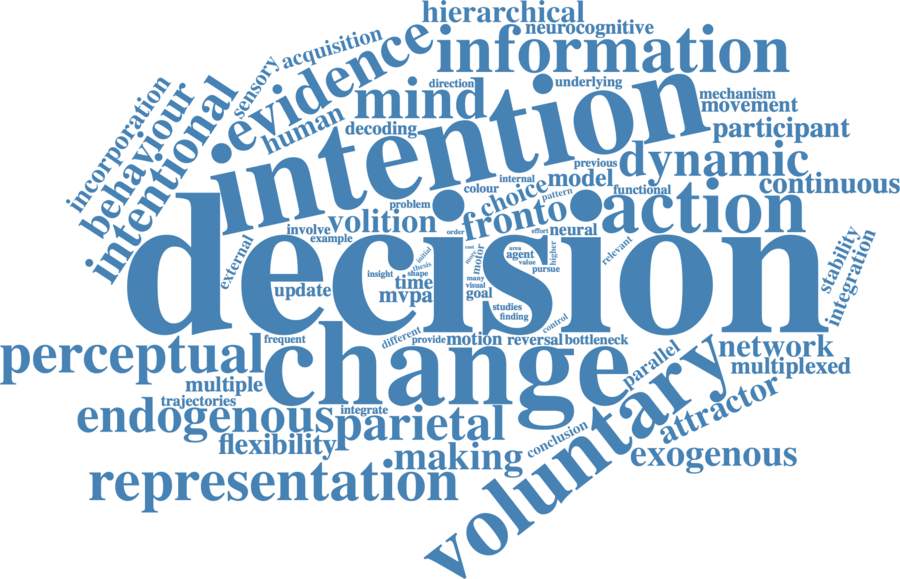 hierarchical
neurocognitive
acquisition
information
evidence
sensory
direction
underlying
mind
mechanism
movement
incorporation
behaviour
intentional
human
decoding
intention
participant
previous
dynamic
internal
model
colour
functional
continuous
choice
pattern
problem
volition
fronto
action
involve
example
order
effort
neural
decision
external
initial
cost
motor
area
agent
value
higher
pursue
relevant
stability
integration
insight
thesis
shape
time
many
visual
goal
update
mvpa
studies
finding
control
perceptual
frequent
change
different
provide
motion
reversal
bottleneck
network
parallel
multiplexed
multiple
trajectories
integrate
voluntary
attractor
endogenous
parietal
flexibility
making
conclusion
exogenous
representation